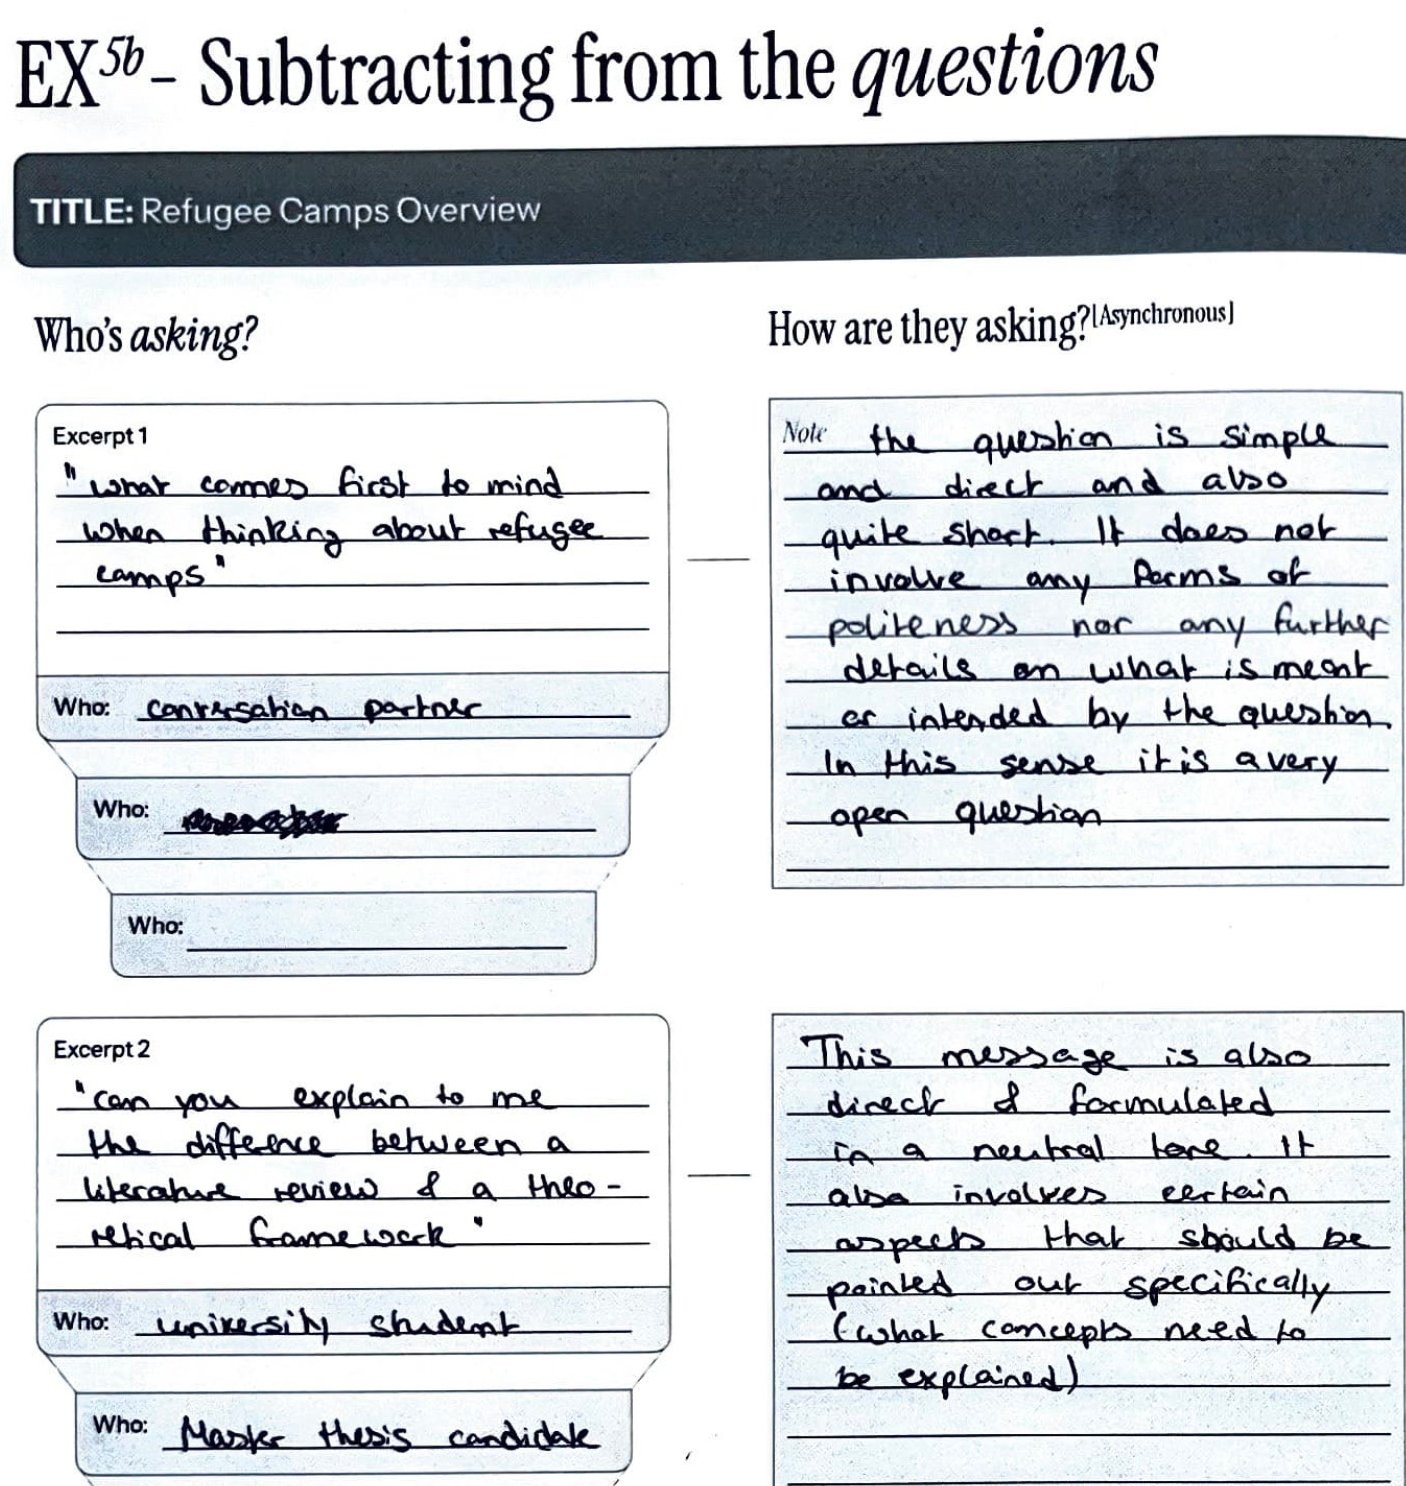 EX5b – Subtracting from the questions
TITLE: Refugee Camps Overview
Who's asking?
How are they asking? [Asynchronous]
Excerpt 1
"what comes first to mind
when thinking about refugee
camps"
Who: conversation partner
Who:
Who:
Note the question is simple
and direct and also
quite short. It does not
involve any forms of
politeness nor any further
details on what is meant
or intended by the question.
In this sense it is a very
open question
Excerpt 2
"can you explain to me
the difference between a
literature review & a theo-
retical framework"
Who: university student
Who: Master thesis candidate
This message is also
direct & formulated
in a neutral tone. It
also involves certain
aspects that should be
pointed out specifically
(what concepts need to
be explained)